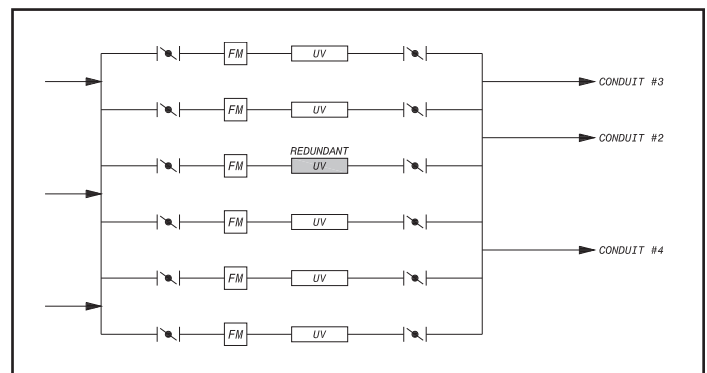 FM UV
CONDUIT #3
FM UV
CONDUIT #2
REDUNDANT
FM UV
FM UV
CONDUIT #4
FM UV
FM UV